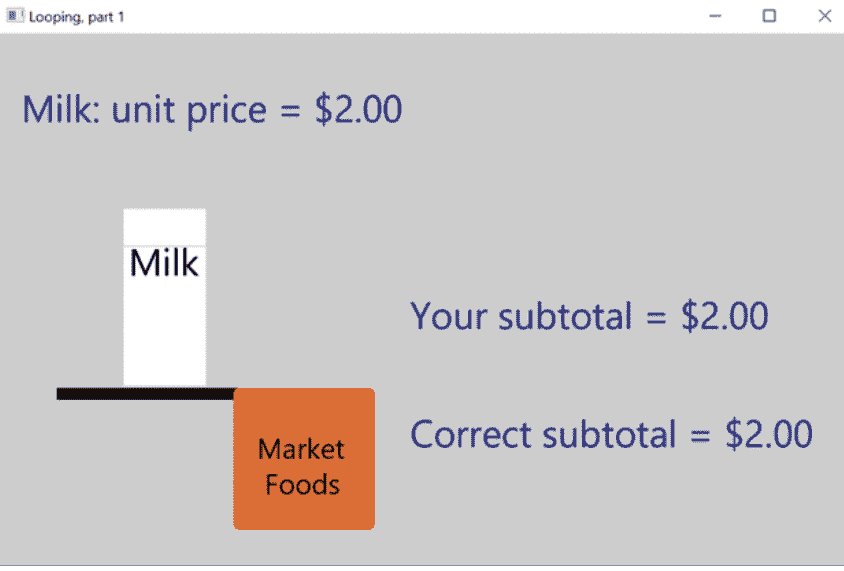 Looping, part 1
Milk: unit price = $2.00
Milk
Your subtotal = $2.00
Correct subtotal = $2.00
Market
Foods